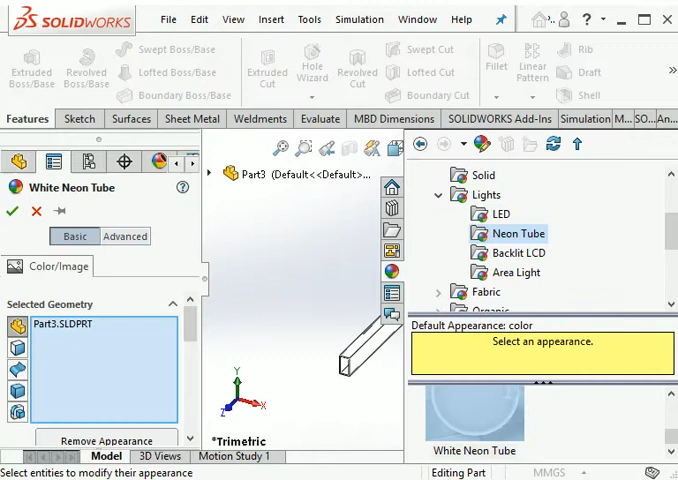 SOLIDWORKS File Edit View Insert Tools Simulation Window Help ?
Extruded Boss/Base
Revolved Boss/Base
Swept Boss/Base
Lofted Boss/Base
Boundary Boss/Base
Extruded Cut
Hole Wizard
Revolved Cut
Swept Cut
Lofted Cut
Boundary Cut
Fillet
Linear Pattern
Rib
Draft
Shell
Features Sketch Surfaces Sheet Metal Weldments Evaluate MBD Dimensions SOLIDWORKS Add-Ins Simulation M... SO... An...
White Neon Tube
?
Basic Advanced
Color/Image
Selected Geometry
Part3.SLDPRT
Remove Appearance
Part3 (Default<<Default>...
Y
X
Z
*Trimetric
Solid
Lights
LED
Neon Tube
Backlit LCD
Area Light
Fabric
Organic
Default Appearance: color
Select an appearance.
White Neon Tube
Model 3D Views Motion Study 1
Select entities to modify their appearance Editing Part MMGS